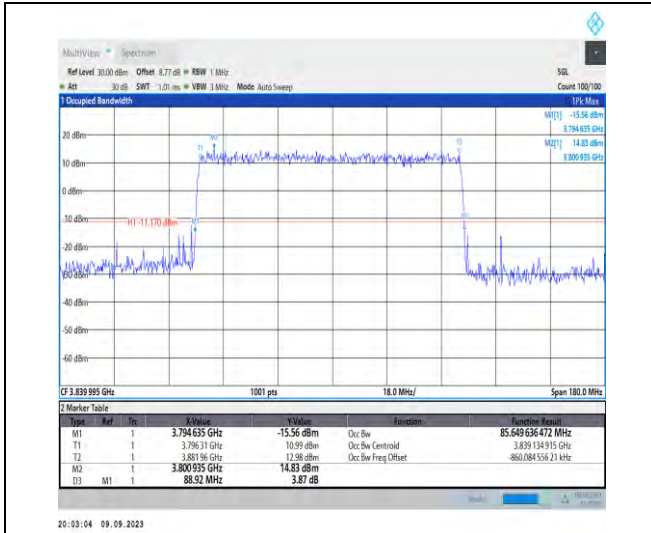 MultiView Spectrum
Ref Level 30.00 dBm Offset 8.77 dB RBW 1 MHz SGL
Att 30 dB SWT 1.01 ms VBW 3 MHz Mode Auto Sweep Count 100/100
1 Occupied Bandwidth 1Pk Max
M1[1] -15.56 dBm
3.794 635 GHz
M2[1] 14.83 dBm
3.800 935 GHz
20 dBm
M2
T1
T2
10 dBm
0 dBm
-10 dBm
H1 -11.170 dBm
-20 dBm
-30 dBm
-40 dBm
-50 dBm
-60 dBm
CF 3.839 995 GHz 1001 pts 18.0 MHz/ Span 180.0 MHz
2 Marker Table
Type Ref Trc X-Value Y-Value Function Function Result
M1 1 3.794 635 GHz -15.56 dBm Occ Bw 85.649 636 472 MHz
T1 1 3.796 31 GHz 10.99 dBm Occ Bw Centroid 3.839 134 915 GHz
T2 1 3.881 96 GHz 12.98 dBm Occ Bw Freq Offset -860.084 556 21 kHz
M2 1 3.800 935 GHz 14.83 dBm
D3 M1 1 88.92 MHz 3.87 dB
20:03:04 09.09.2023